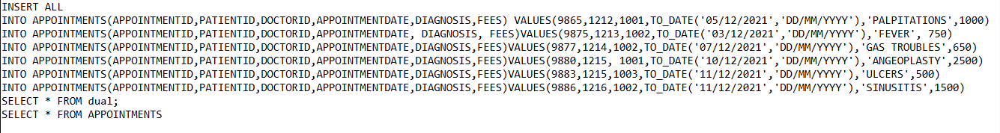 INSERT ALL
INTO APPOINTMENTS(APPOINTMENTID,PATIENTID,DOCTORID,APPOINTMENTDATE,DIAGNOSIS,FEES) VALUES(9865,1212,1001,TO_DATE('05/12/2021','DD/MM/YYYY'),'PALPITATIONS',1000)
INTO APPOINTMENTS(APPOINTMENTID,PATIENTID,DOCTORID,APPOINTMENTDATE, DIAGNOSIS, FEES)VALUES(9875,1213,1002,TO_DATE('03/12/2021','DD/MM/YYYY'),'FEVER', 750)
INTO APPOINTMENTS(APPOINTMENTID,PATIENTID,DOCTORID,APPOINTMENTDATE,DIAGNOSIS,FEES)VALUES(9877,1214,1002,TO_DATE('07/12/2021','DD/MM/YYYY'),'GAS TROUBLES',650)
INTO APPOINTMENTS(APPOINTMENTID,PATIENTID,DOCTORID,APPOINTMENTDATE,DIAGNOSIS,FEES)VALUES(9880,1215, 1001,TO_DATE('10/12/2021','DD/MM/YYYY'),'ANGEOPLASTY',2500)
INTO APPOINTMENTS(APPOINTMENTID,PATIENTID,DOCTORID,APPOINTMENTDATE,DIAGNOSIS,FEES)VALUES(9883,1215,1003,TO_DATE('11/12/2021','DD/MM/YYYY'),'ULCERS',500)
INTO APPOINTMENTS(APPOINTMENTID,PATIENTID,DOCTORID,APPOINTMENTDATE,DIAGNOSIS,FEES)VALUES(9886,1216,1002,TO_DATE('11/12/2021','DD/MM/YYYY'),'SINUSITIS',1500)
SELECT * FROM dual;
SELECT * FROM APPOINTMENTS